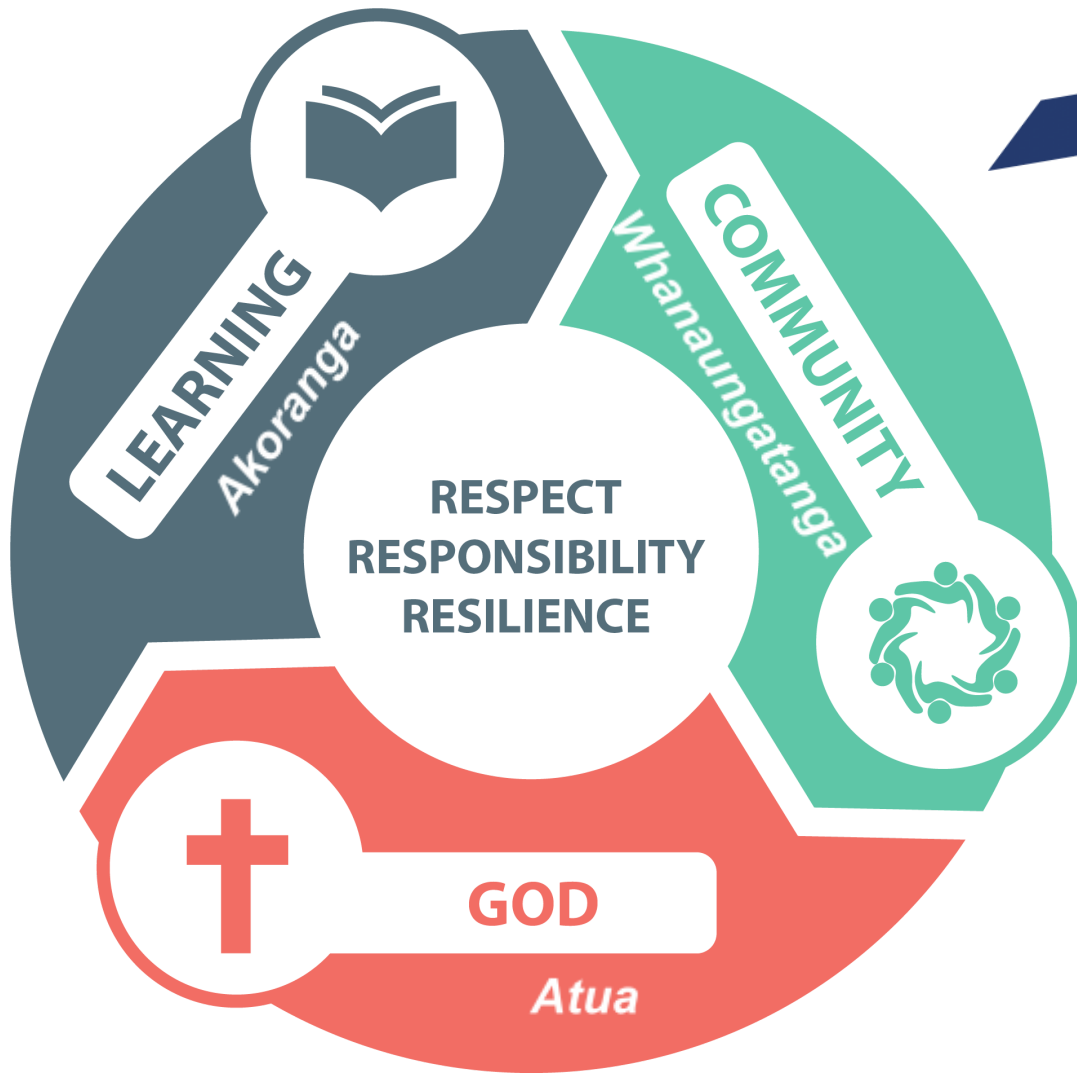 LEARNING
Akoranga
COMMUNITY
Whanaungatanga
RESPECT
RESPONSIBILITY
RESILIENCE
GOD
Atua